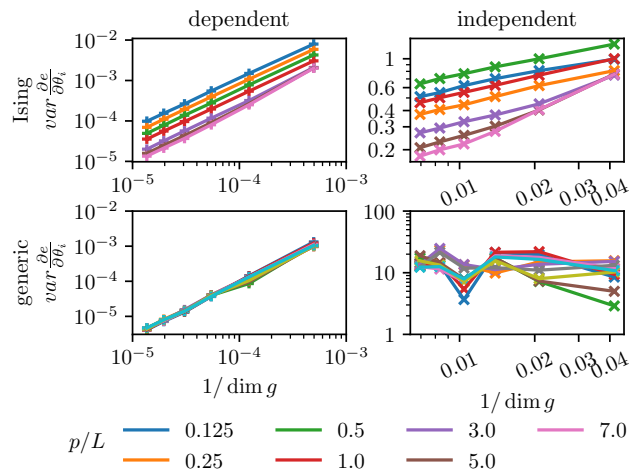 dependent independent
Ising
var ∂e/∂θ_i
10^−2
10^−3
10^−4
10^−5
10^−5 10^−4 10^−3
1
0.6
0.4
0.3
0.2
0.01 0.02 0.03 0.04
generic
var ∂e/∂θ_i
10^−2
10^−3
10^−4
10^−5
10^−5 10^−4 10^−3
1/ dim g
100
10
1
0.01 0.02 0.03 0.04
1/ dim g
p/L 0.125 0.5 3.0 7.0
0.25 1.0 5.0